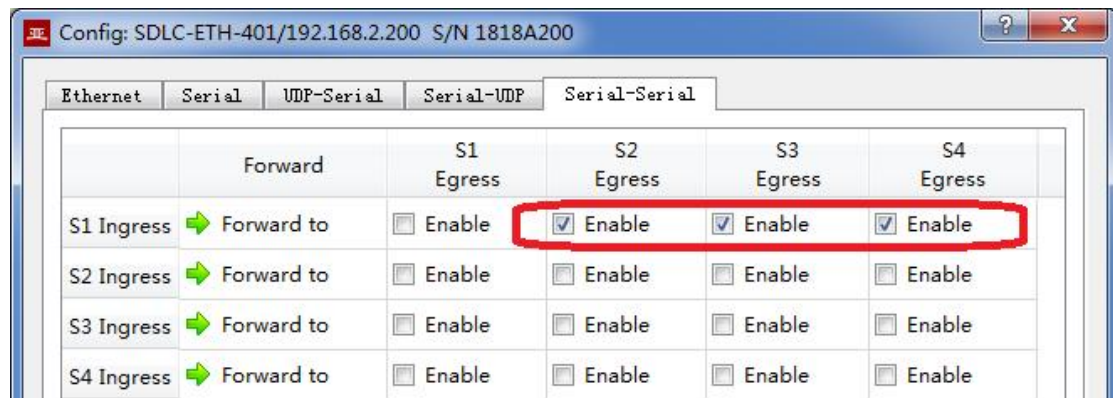 Config: SDLC-ETH-401/192.168.2.200 S/N 1818A200
Ethernet Serial UDP-Serial Serial-UDP Serial-Serial
Forward S1 Egress S2 Egress S3 Egress S4 Egress
S1 Ingress Forward to Enable Enable Enable Enable
S2 Ingress Forward to Enable Enable Enable Enable
S3 Ingress Forward to Enable Enable Enable Enable
S4 Ingress Forward to Enable Enable Enable Enable